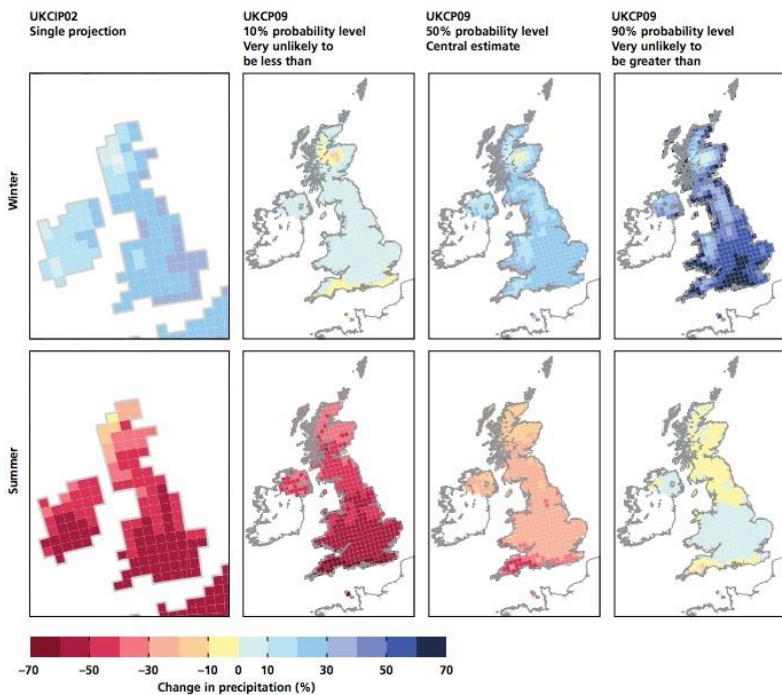 UKCIP02
Single projection
UKCP09
10% probability level
Very unlikely to
be less than
UKCP09
50% probability level
Central estimate
UKCP09
90% probability level
Very unlikely to
be greater than
Winter
Summer
–70 –50 –30 –10 0 10 30 50 70
Change in precipitation (%)